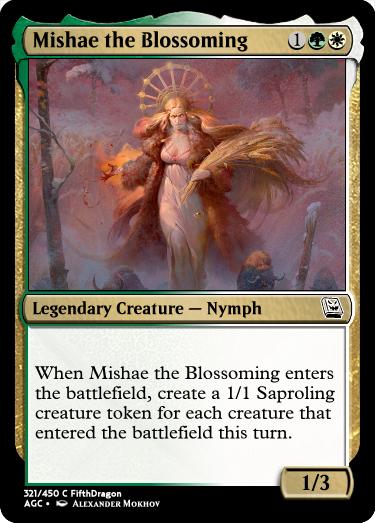 Mishae the Blossoming 1
Legendary Creature — Nymph
When Mishae the Blossoming enters
the battlefield, create a 1/1 Saproling
creature token for each creature that
entered the battlefield this turn.
1/3
321/450 C FifthDragon
AGC • Alexander Mokhov